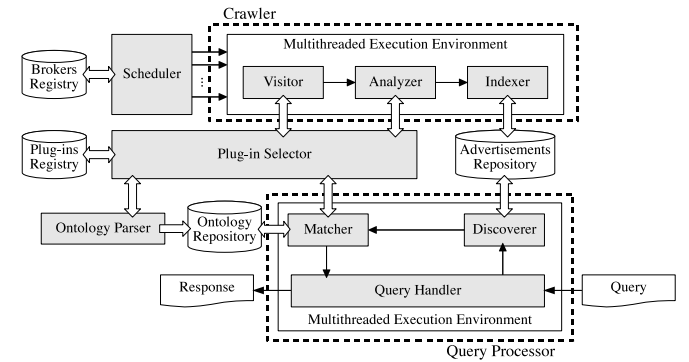 Crawler
Multithreaded Execution Environment
Brokers
Registry
Scheduler
Visitor
Analyzer
Indexer
Plug-ins
Registry
Plug-in Selector
Advertisements
Repository
Ontology Parser
Ontology
Repository
Matcher
Discoverer
Response
Query Handler
Query
Multithreaded Execution Environment
Query Processor